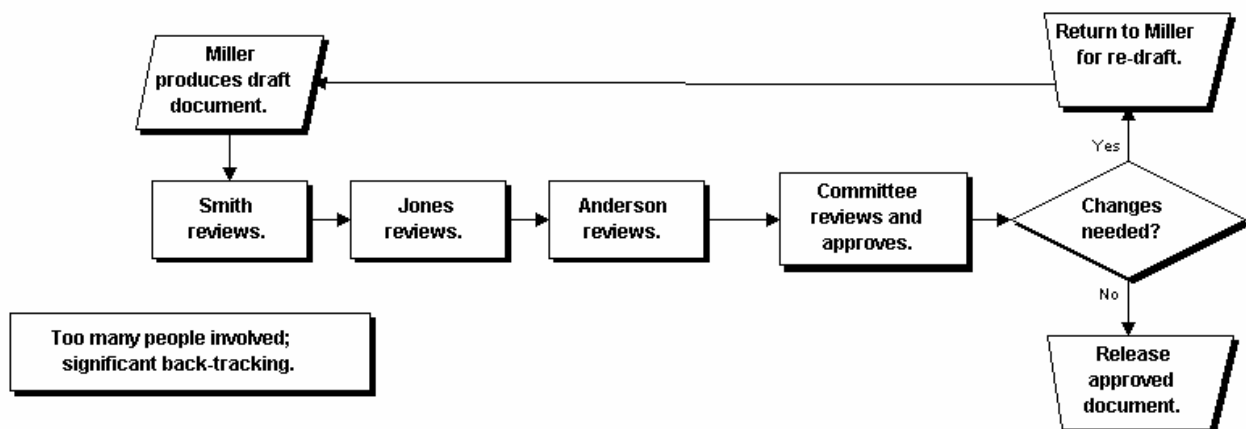 Miller
produces draft
document.
Return to Miller
for re-draft.
Yes
Smith
reviews.
Jones
reviews.
Anderson
reviews.
Committee
reviews and
approves.
Changes
needed?
No
Too many people involved;
significant back-tracking.
Release
approved
document.